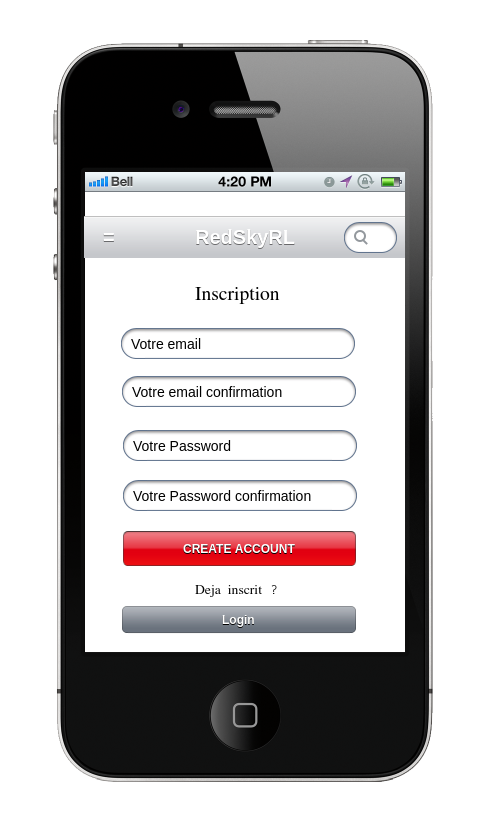 Bell 4:20 PM
RedSkyRL
Inscription
Votre email
Votre email confirmation
Votre Password
Votre Password confirmation
CREATE ACCOUNT
Deja inscrit ?
Login